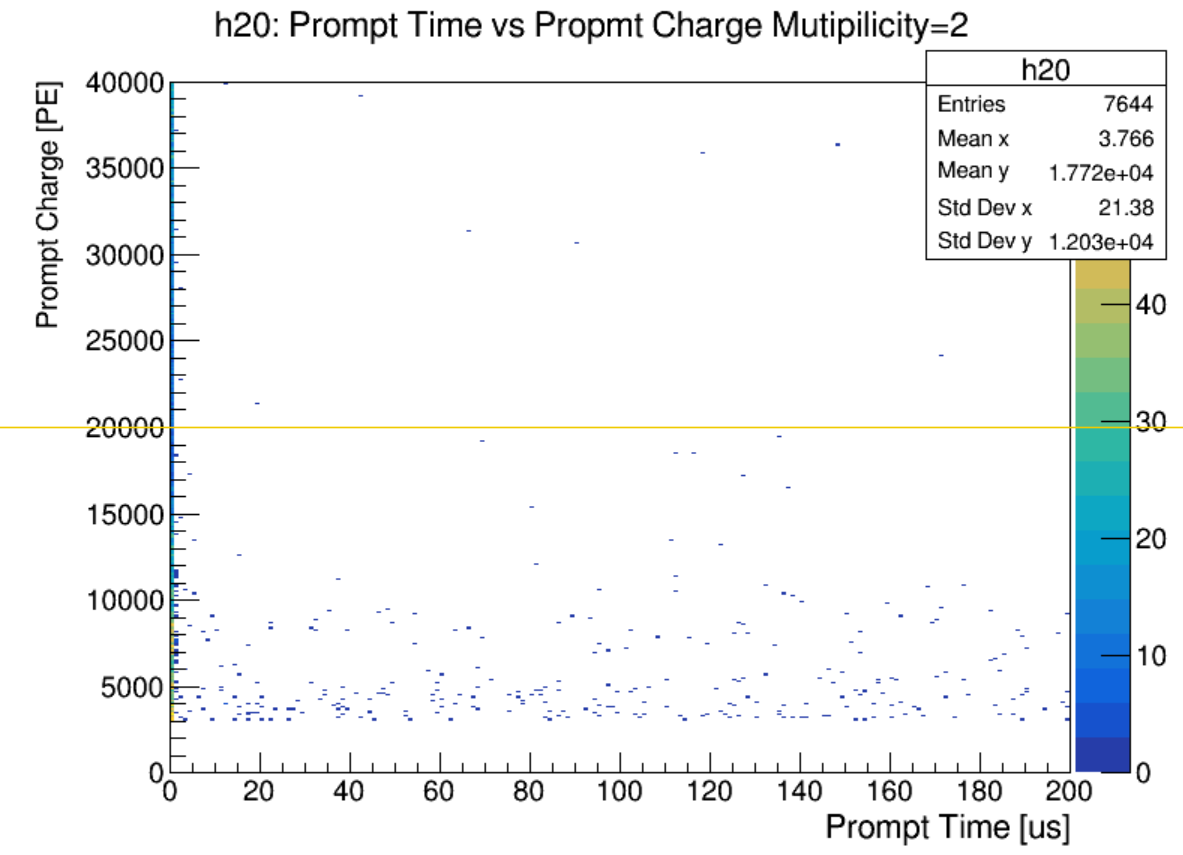 h20: Prompt Time vs Propmt Charge Mutipilicity=2
h20
Entries 7644
Mean x 3.766
Mean y 1.772e+04
Std Dev x 21.38
Std Dev y 1.203e+04
Prompt Charge [PE]
40000
35000
30000
25000
20000
15000
10000
5000
0
40
30
20
10
0
0 20 40 60 80 100 120 140 160 180 200
Prompt Time [us]